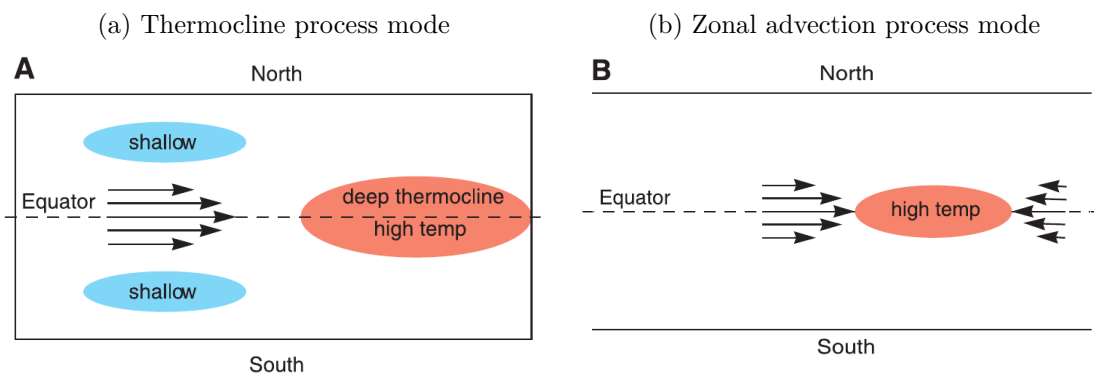 (a) Thermocline process mode
A
North
shallow
Equator
deep thermocline
high temp
shallow
South
(b) Zonal advection process mode
B
North
Equator
high temp
South